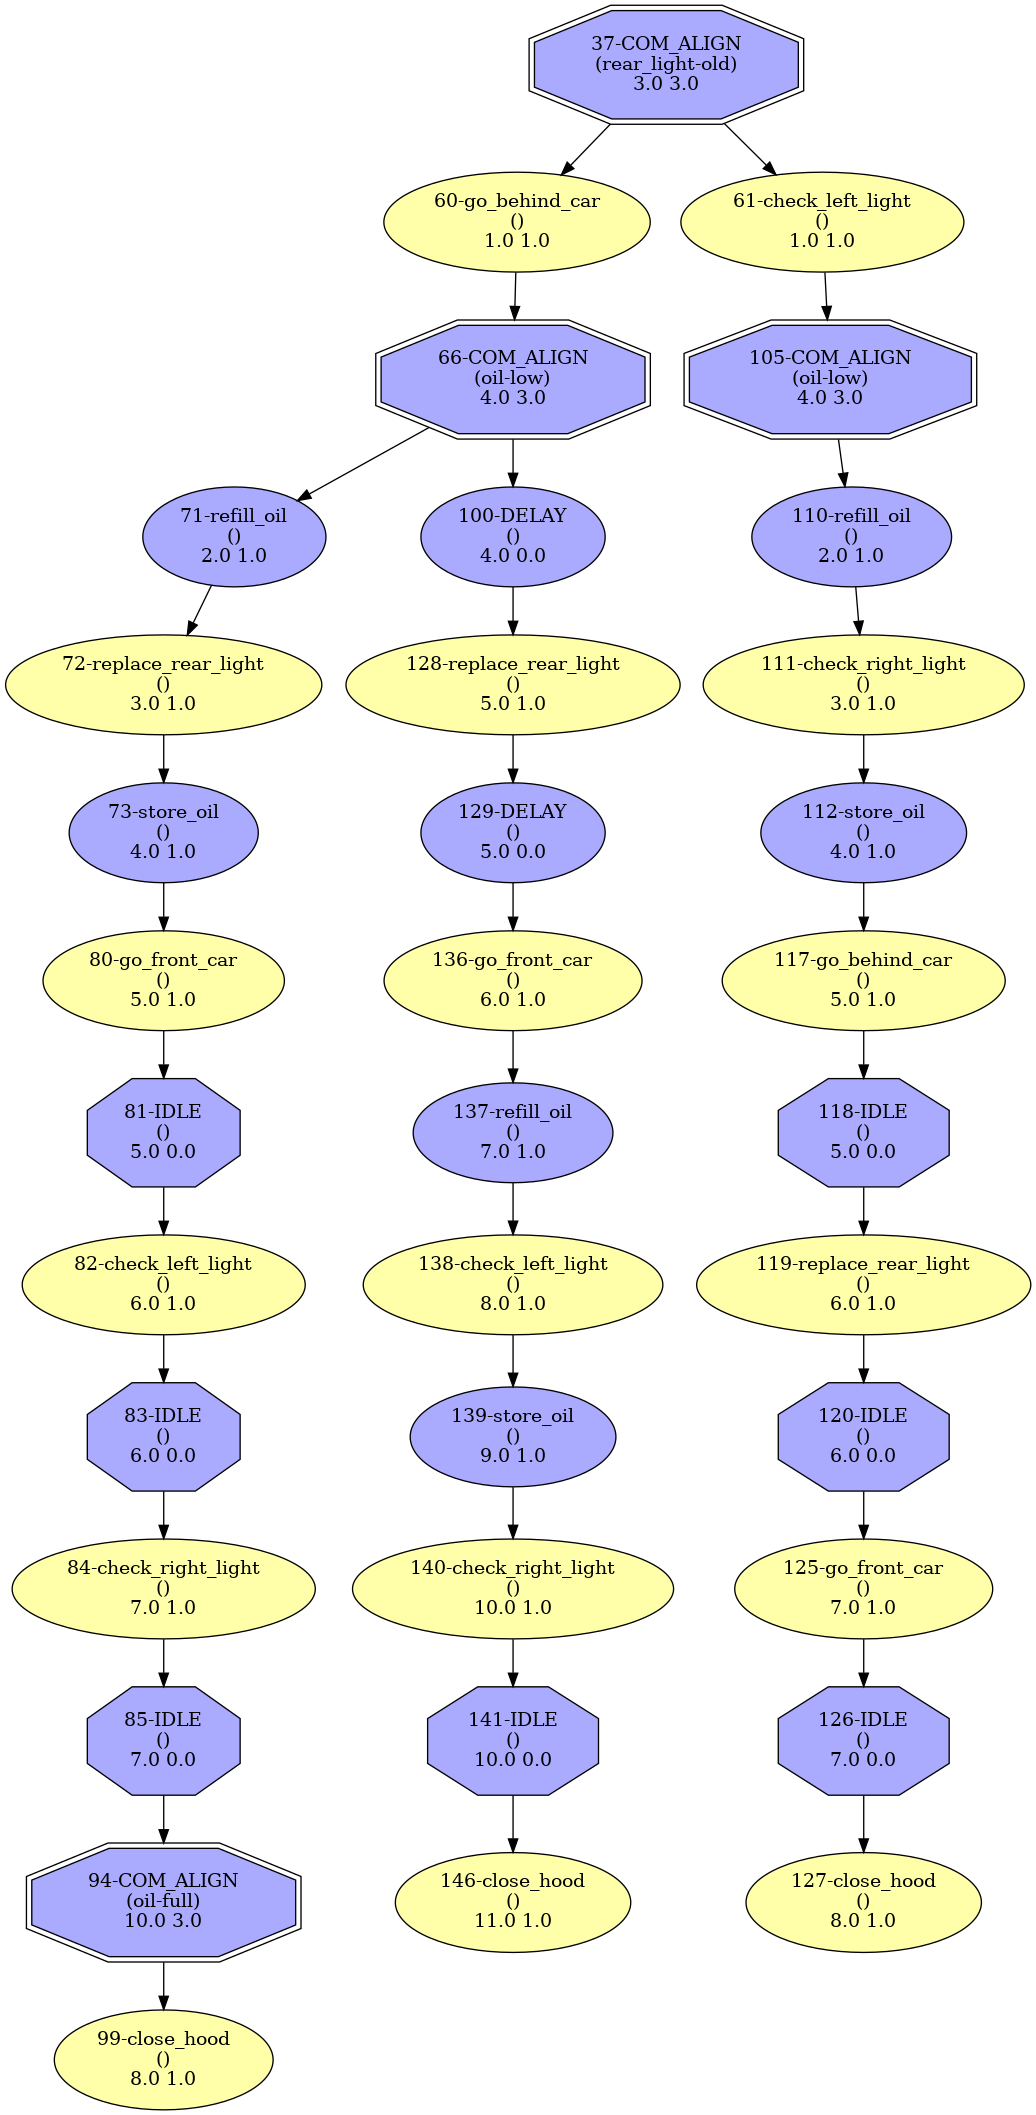 37-COM_ALIGN
(rear_light-old)
3.0 3.0
60-go_behind_car
()
1.0 1.0
61-check_left_light
()
1.0 1.0
66-COM_ALIGN
(oil-low)
4.0 3.0
105-COM_ALIGN
(oil-low)
4.0 3.0
71-refill_oil
()
2.0 1.0
100-DELAY
()
4.0 0.0
110-refill_oil
()
2.0 1.0
72-replace_rear_light
()
3.0 1.0
128-replace_rear_light
()
5.0 1.0
111-check_right_light
()
3.0 1.0
73-store_oil
()
4.0 1.0
129-DELAY
()
5.0 0.0
112-store_oil
()
4.0 1.0
80-go_front_car
()
5.0 1.0
136-go_front_car
()
6.0 1.0
117-go_behind_car
()
5.0 1.0
81-IDLE
()
5.0 0.0
137-refill_oil
()
7.0 1.0
118-IDLE
()
5.0 0.0
82-check_left_light
()
6.0 1.0
138-check_left_light
()
8.0 1.0
119-replace_rear_light
()
6.0 1.0
83-IDLE
()
6.0 0.0
139-store_oil
()
9.0 1.0
120-IDLE
()
6.0 0.0
84-check_right_light
()
7.0 1.0
140-check_right_light
()
10.0 1.0
125-go_front_car
()
7.0 1.0
85-IDLE
()
7.0 0.0
141-IDLE
()
10.0 0.0
126-IDLE
()
7.0 0.0
94-COM_ALIGN
(oil-full)
10.0 3.0
146-close_hood
()
11.0 1.0
127-close_hood
()
8.0 1.0
99-close_hood
()
8.0 1.0